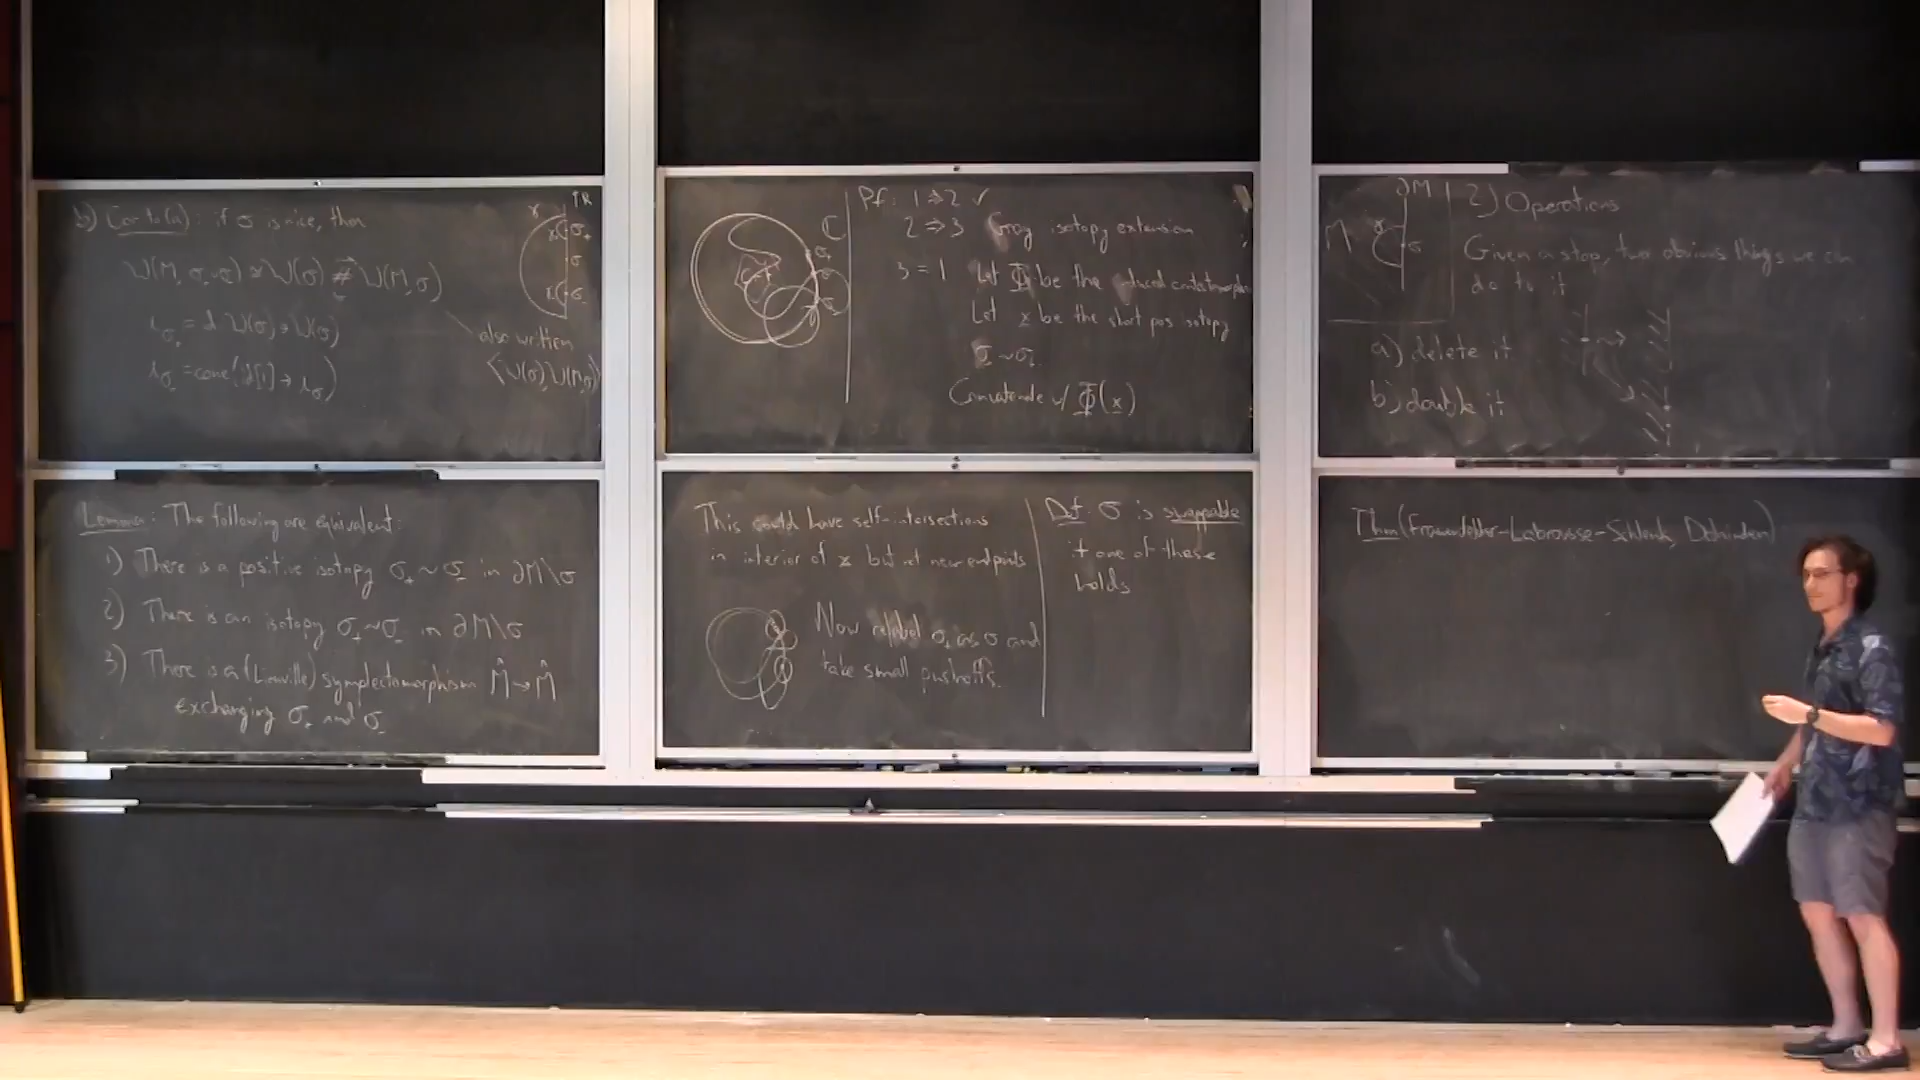 b) Cor to (a): if σ is nice, then
W(M, σ₊∪σ₋) ≅ W(σ) # W(M, σ)
W(σ) → W(σ)
= cone(id[1] →
also written
⟨W(σ), W(M,σ)⟩
↑R
γ
σ₊
σ
σ₋
Lemma: The following are equivalent:
1) There is a positive isotopy σ₊ ~ σ₋ in ∂M\σ
2) There is an isotopy σ₊ ~ σ₋ in ∂M\σ
3) There is a (Liouville) symplectomorphism M̂ → M̂
exchanging σ₊ and σ₋
Pf: 1 ⇒ 2 ✓
2 ⇒ 3 Gray isotopy extension
3 ⇒ 1 Let Φ be the induced contactomorphism
Let x be the short pos isotopy
Concatenate w/ Φ(x)
This could have self-intersections
in interior of x but not near endpoints
Now relabel σ₊ as σ and
take small pushoffs.
Def: σ is swappable
if one of these
holds
∂M
M
γ
σ
2) Operations
Given a stop, two obvious things we can
do to it
a) delete it
b) double it
Thm (Frauenfelder-Labrousse-Schlenk, Dahinden)